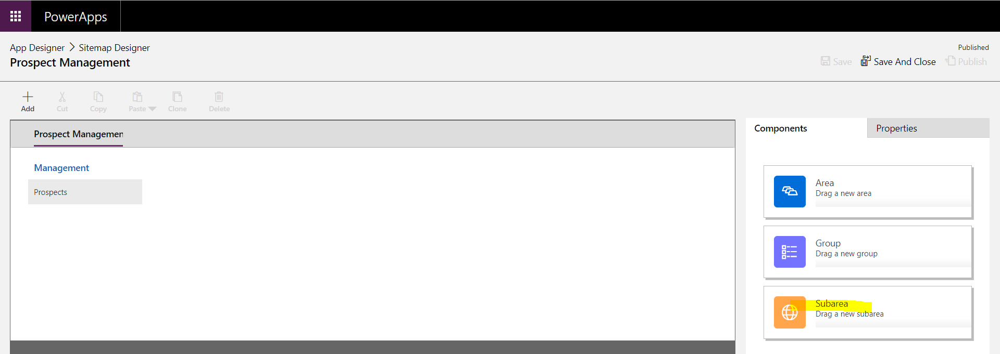 PowerApps
App Designer > Sitemap Designer
Prospect Management
Published
Save Save And Close Publish
Add Cut Copy Paste Clone Delete
Prospect Managemen
Management
Prospects
Components Properties
Area
Drag a new area
Group
Drag a new group
Subarea
Drag a new subarea